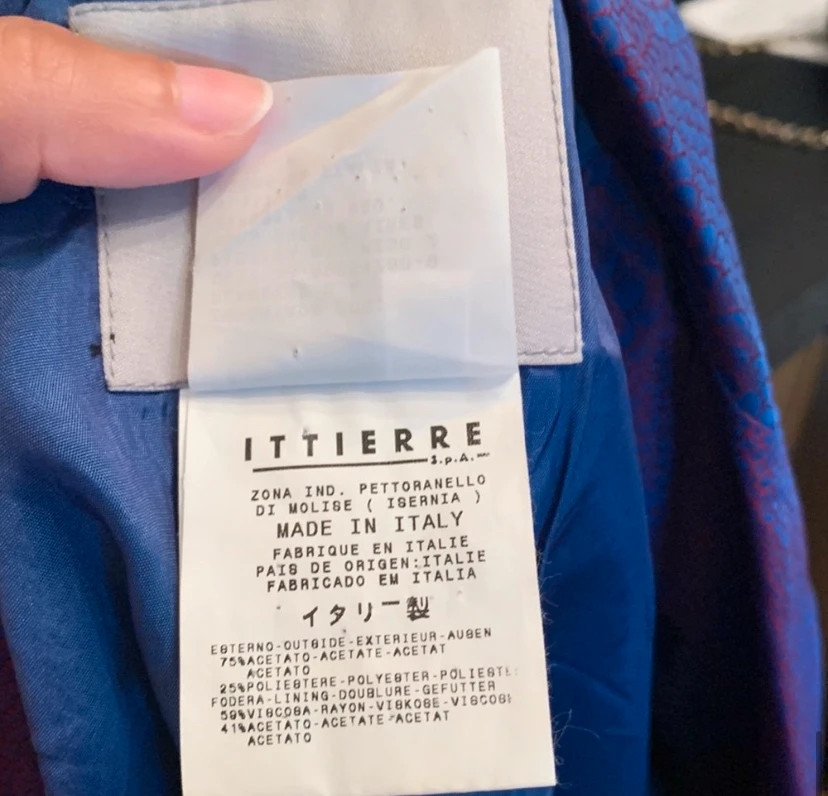 ITTIERRE
S.p.A.
ZONA IND. PETTORANELLO
DI MOLISE ( ISERNIA )
MADE IN ITALY
FABRIQUE EN ITALIE
PAIS DE ORIGEN:ITALIE
FABRICADO EM ITALIA
イタリー製
ESTERNO-OUTSIDE-EXTERIEUR-AUSEN
75%ACETATO-ACETATE-ACETAT
ACETATO
25%POLIESTERE-POLYESTER-POLIESTE
FODERA-LINING-DOUBLURE-GEFUTTER
59%VISCOSA-RAYON-VISKOSE-VISCOSE
41%ACETATO-ACETATE-ACETAT
ACETATO